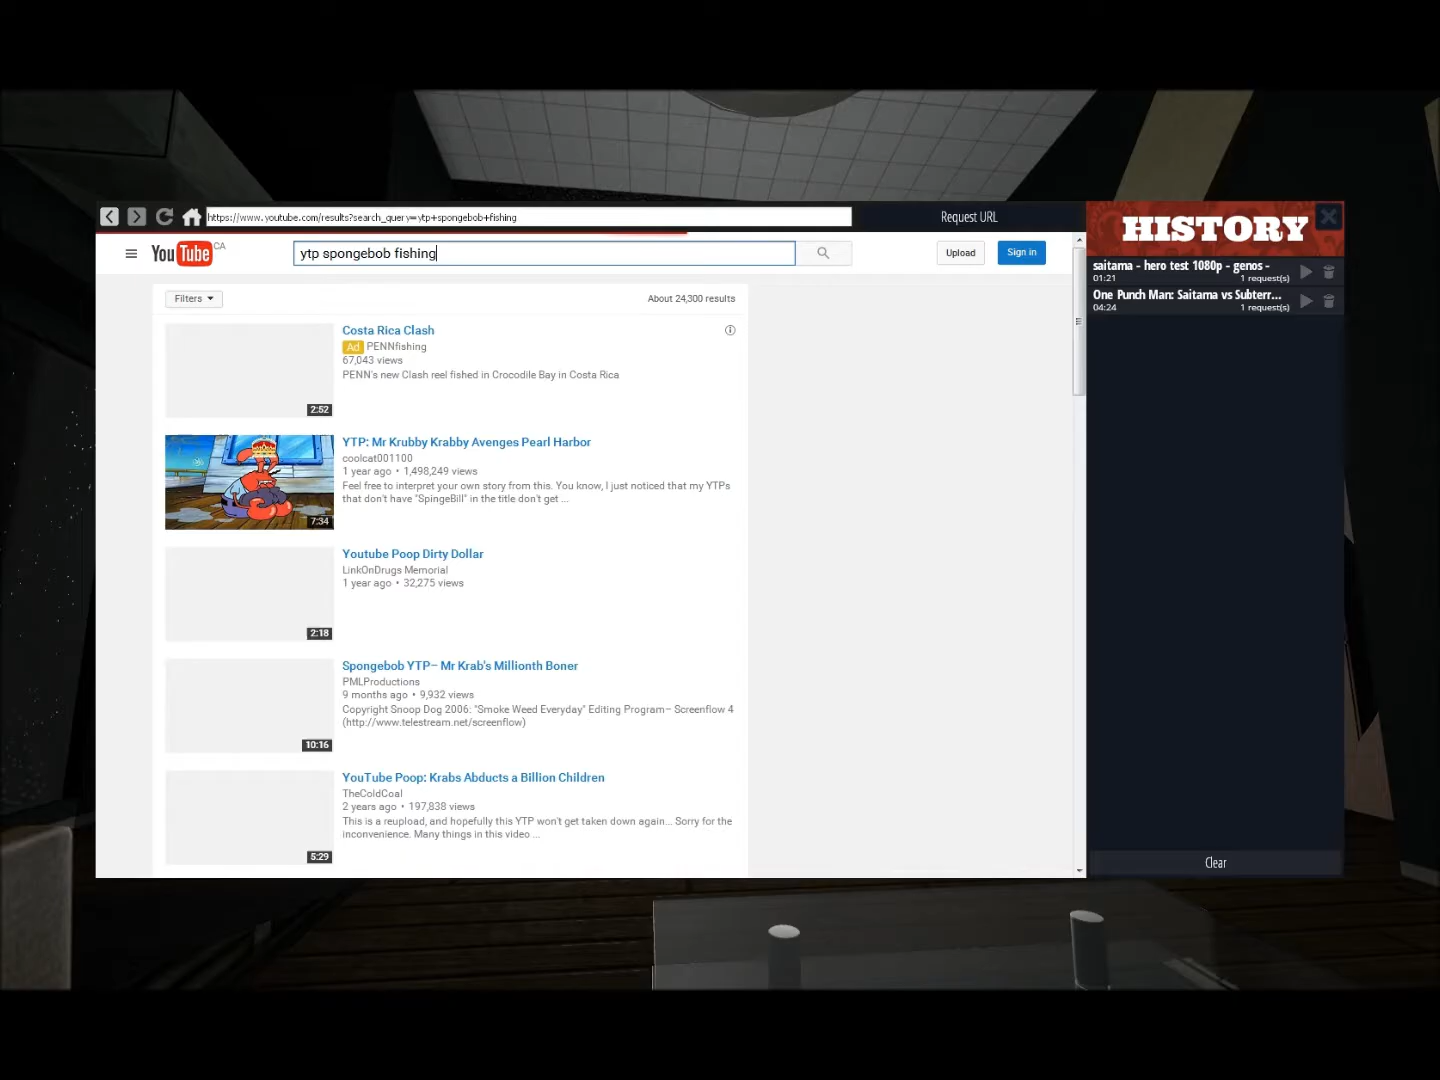 https://www.youtube.com/results?search_query=ytp+spongebob+fishing
Request URL
HISTORY
YouTube CA
ytp spongebob fishing
Upload
Sign in
saitama - hero test 1080p - genos -
01:21
1 request(s)
One Punch Man: Saitama vs Subterr...
04:24
1 request(s)
Filters
About 24,300 results
Costa Rica Clash
Ad PENNfishing
67,043 views
PENN's new Clash reel fished in Crocodile Bay in Costa Rica
2:52
YTP: Mr Krubby Krabby Avenges Pearl Harbor
coolcat001100
1 year ago • 1,498,249 views
Feel free to interpret your own story from this. You know, I just noticed that my YTPs
that don't have "SpingeBill" in the title don't get ...
7:34
Youtube Poop Dirty Dollar
LinkOnDrugs Memorial
1 year ago • 32,275 views
2:18
Spongebob YTP~ Mr Krab's Millionth Boner
PMLProductions
9 months ago • 9,932 views
Copyright Snoop Dog 2006: "Smoke Weed Everyday" Editing Program~ Screenflow 4
(http://www.telestream.net/screenflow)
10:16
YouTube Poop: Krabs Abducts a Billion Children
TheColdCoal
2 years ago • 197,838 views
This is a reupload, and hopefully this YTP won't get taken down again... Sorry for the
inconvenience. Many things in this video ...
5:29
Clear